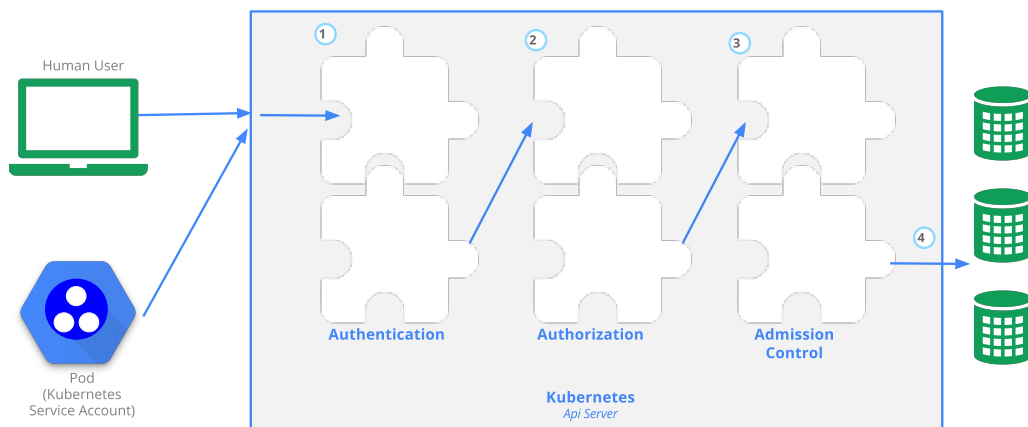 1
2
3
Human User
4
Authentication
Authorization
Admission
Control
Pod
(Kubernetes
Service Account)
Kubernetes
Api Server